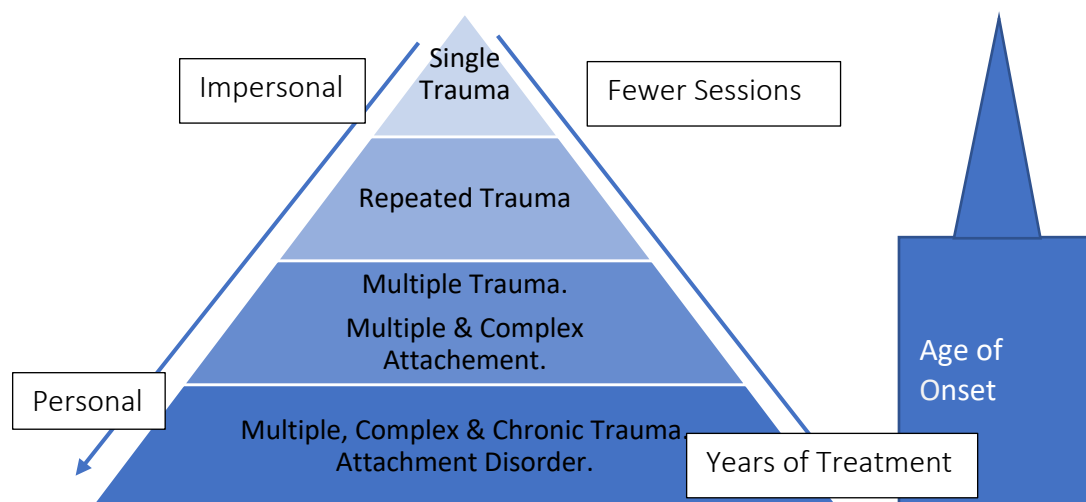 Single
Trauma
Impersonal
Fewer Sessions
Repeated Trauma
Multiple Trauma.
Multiple & Complex
Attachement.
Age of
Onset
Personal
Multiple, Complex & Chronic Trauma.
Attachment Disorder.
Years of Treatment